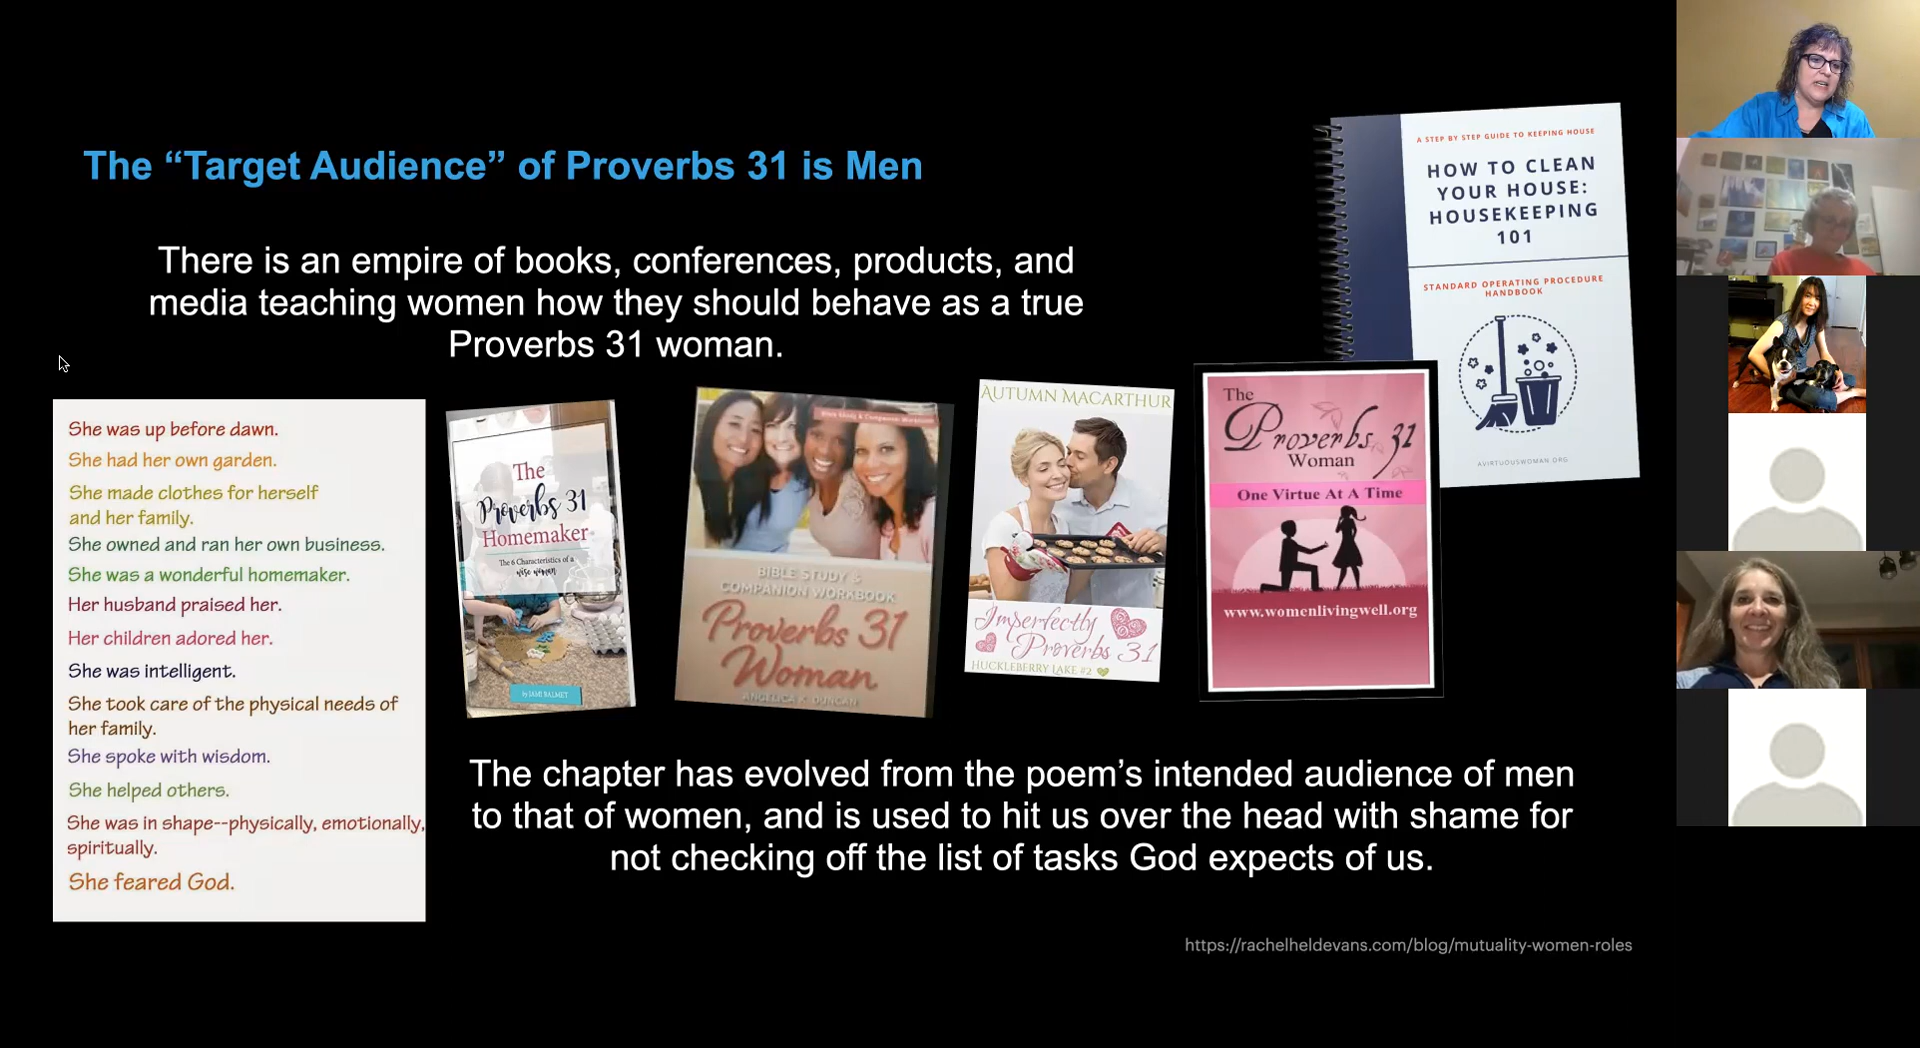 The “Target Audience” of Proverbs 31 is Men
There is an empire of books, conferences, products, and
media teaching women how they should behave as a true
Proverbs 31 woman.
A STEP BY STEP GUIDE TO KEEPING HOUSE
HOW TO CLEAN
YOUR HOUSE:
HOUSEKEEPING
101
STANDARD OPERATING PROCEDURE
HANDBOOK
AVIRTUOUSWOMAN.ORG
She was up before dawn.
She had her own garden.
She made clothes for herself
and her family.
She owned and ran her own business.
She was a wonderful homemaker.
Her husband praised her.
Her children adored her.
She was intelligent.
She took care of the physical needs of
her family.
She spoke with wisdom.
She helped others.
She was in shape--physically, emotionally,
spiritually.
She feared God.
The
Proverbs 31
Homemaker
The 6 Characteristics of a
wise woman
by JAMI BALMET
Bible Study & Companion Workbook
BIBLE STUDY &
COMPANION WORKBOOK
Proverbs 31
Woman
ANGELICA K. DUNCAN
AUTUMN MACARTHUR
Imperfectly
Proverbs 31
HUCKLEBERRY LAKE #2
The
Proverbs 31
Woman
One Virtue At A Time
www.womenlivingwell.org
The chapter has evolved from the poem’s intended audience of men
to that of women, and is used to hit us over the head with shame for
not checking off the list of tasks God expects of us.
https://rachelheldevans.com/blog/mutuality-women-roles